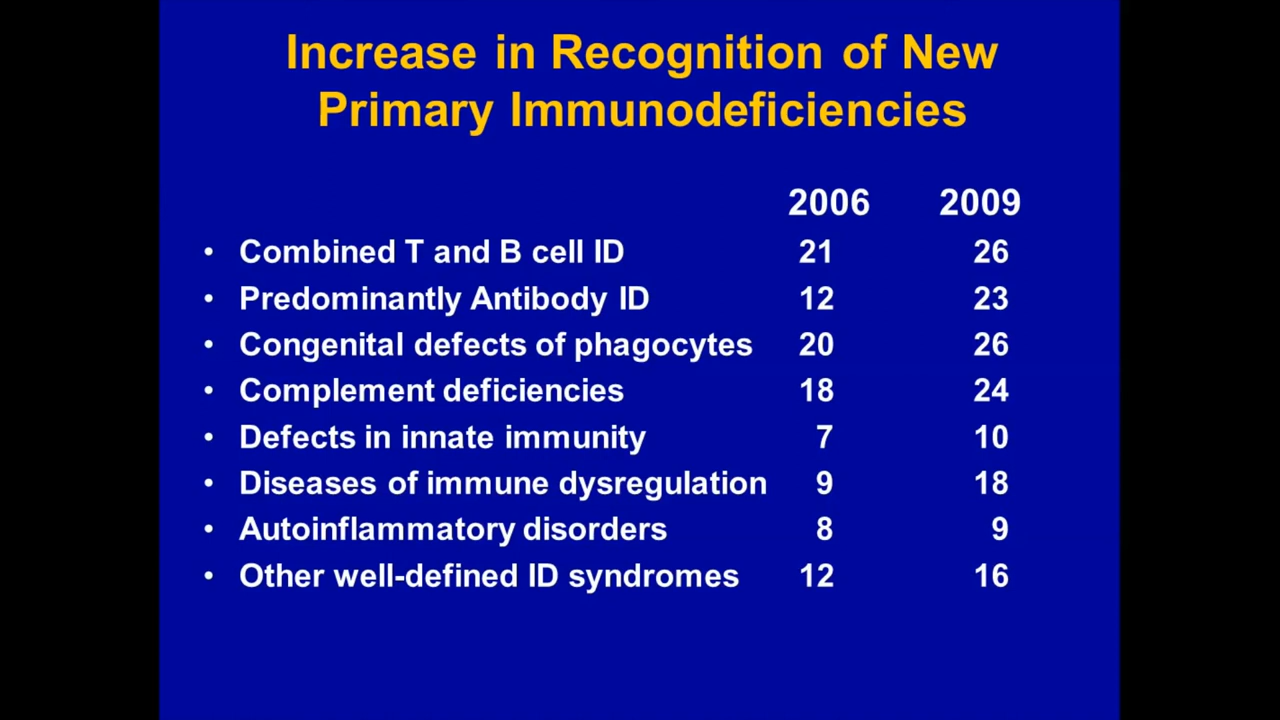 Increase in Recognition of New
Primary Immunodeficiencies
2006 2009
• Combined T and B cell ID 21 26
• Predominantly Antibody ID 12 23
• Congenital defects of phagocytes 20 26
• Complement deficiencies 18 24
• Defects in innate immunity 7 10
• Diseases of immune dysregulation 9 18
• Autoinflammatory disorders 8 9
• Other well-defined ID syndromes 12 16